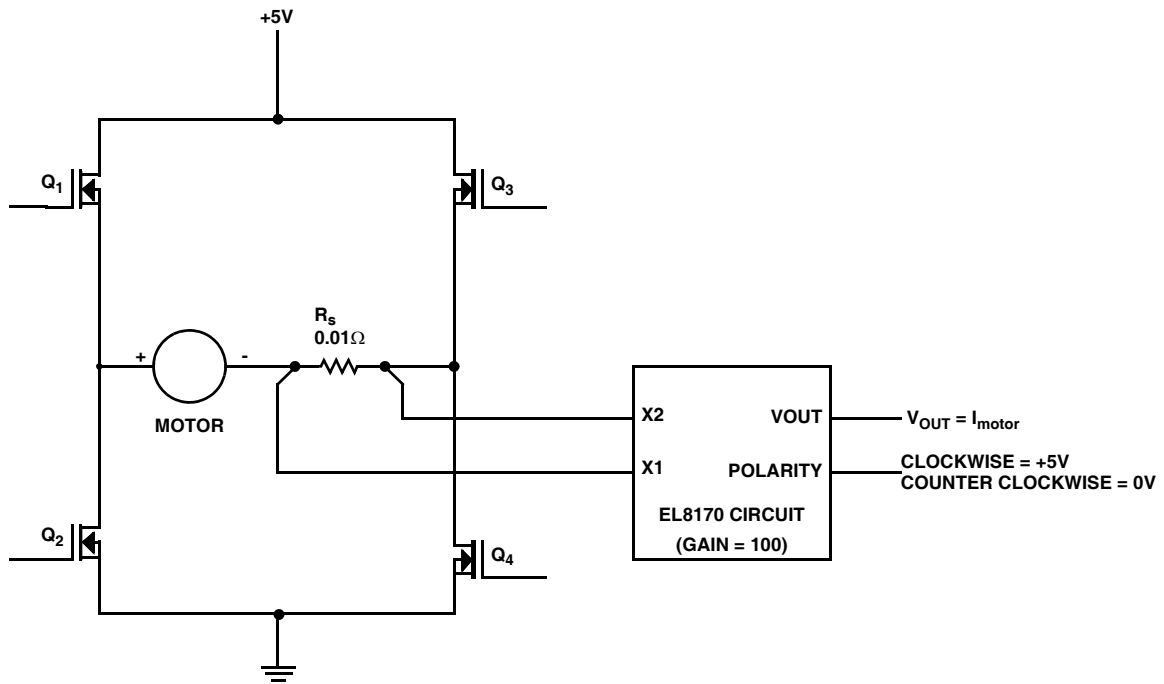 +5V
Q1
Q3
Rs
0.01Ω
+
-
MOTOR
X2
VOUT
VOUT = Imotor
X1
POLARITY
CLOCKWISE = +5V
COUNTER CLOCKWISE = 0V
EL8170 CIRCUIT
(GAIN = 100)
Q2
Q4